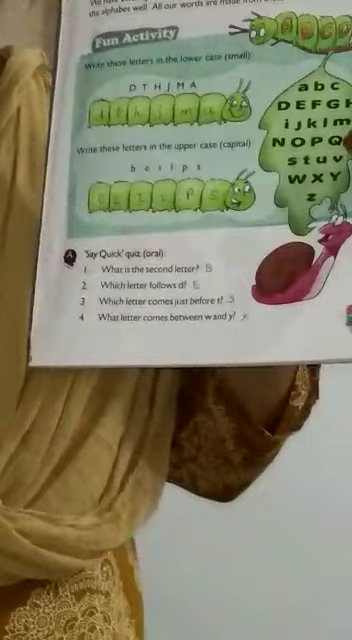 the alphabet well. All our words are made from
Fun Activity
Write these letters in the lower case (small)
D T H J M A
t h j m a
Write these letters in the upper case (capital)
P S
a b c
D E F G H
i j k l m
N O P Q
s t u v
W X Y
z
A 'Say Quick' quiz (oral)
1 What is the second letter? B
2 Which letter follows d? E
3 Which letter comes just before t? S
4 What letter comes between w and y? x